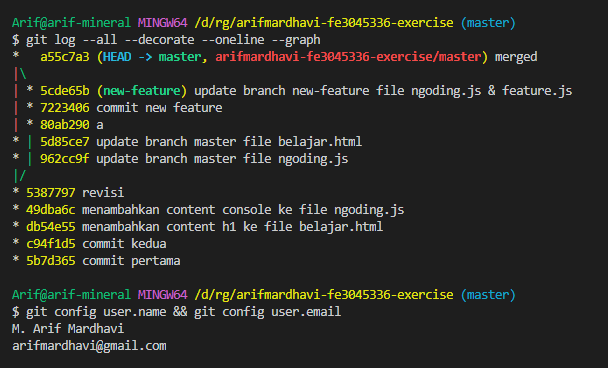 Arif@arif-mineral MINGW64 /d/rg/arifmardhavi-fe3045336-exercise (master)
$ git log --all --decorate --oneline --graph
*   a55c7a3 (HEAD -> master, arifmardhavi-fe3045336-exercise/master) merged
|\
| * 5cde65b (new-feature) update branch new-feature file ngoding.js & feature.js
| * 7223406 commit new feature
| * 80ab290 a
* | 5d85ce7 update branch master file belajar.html
* | 962cc9f update branch master file ngoding.js
|/
* 5387797 revisi
* 49dba6c menambahkan content console ke file ngoding.js
* db54e55 menambahkan content h1 ke file belajar.html
* c94f1d5 commit kedua
* 5b7d365 commit pertama

Arif@arif-mineral MINGW64 /d/rg/arifmardhavi-fe3045336-exercise (master)
$ git config user.name && git config user.email
M. Arif Mardhavi
arifmardhavi@gmail.com